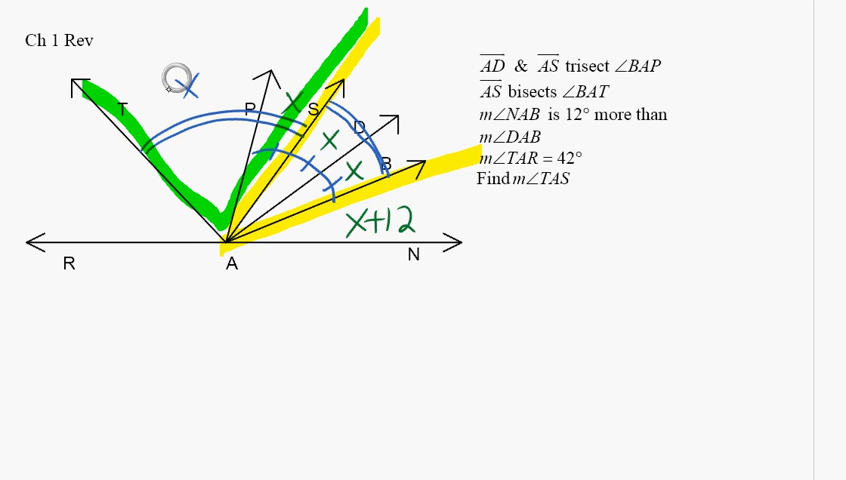 Ch 1 Rev
AD & AS trisect ∠BAP
AS bisects ∠BAT
m∠NAB is 12° more than
m∠DAB
m∠TAR = 42°
Find m∠TAS
X
T
P
X
S
D
X
X
X
B
X+12
R
A
N